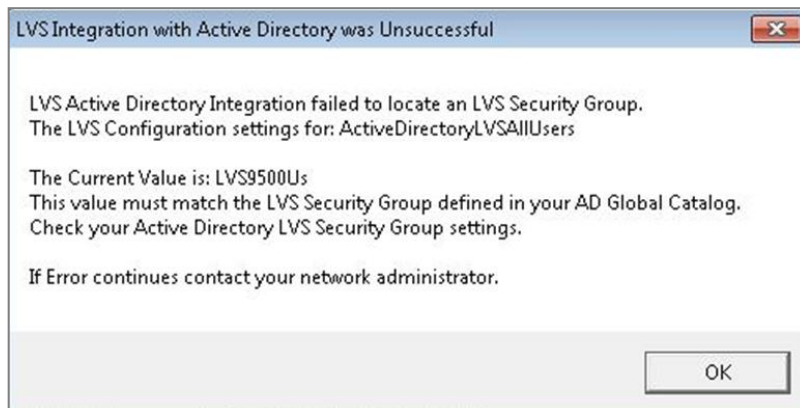 LVS Integration with Active Directory was Unsuccessful
LVS Active Directory Integration failed to locate an LVS Security Group.
The LVS Configuration settings for: ActiveDirectoryLVSAllUsers
The Current Value is: LVS9500Us
This value must match the LVS Security Group defined in your AD Global Catalog.
Check your Active Directory LVS Security Group settings.
If Error continues contact your network administrator.
OK